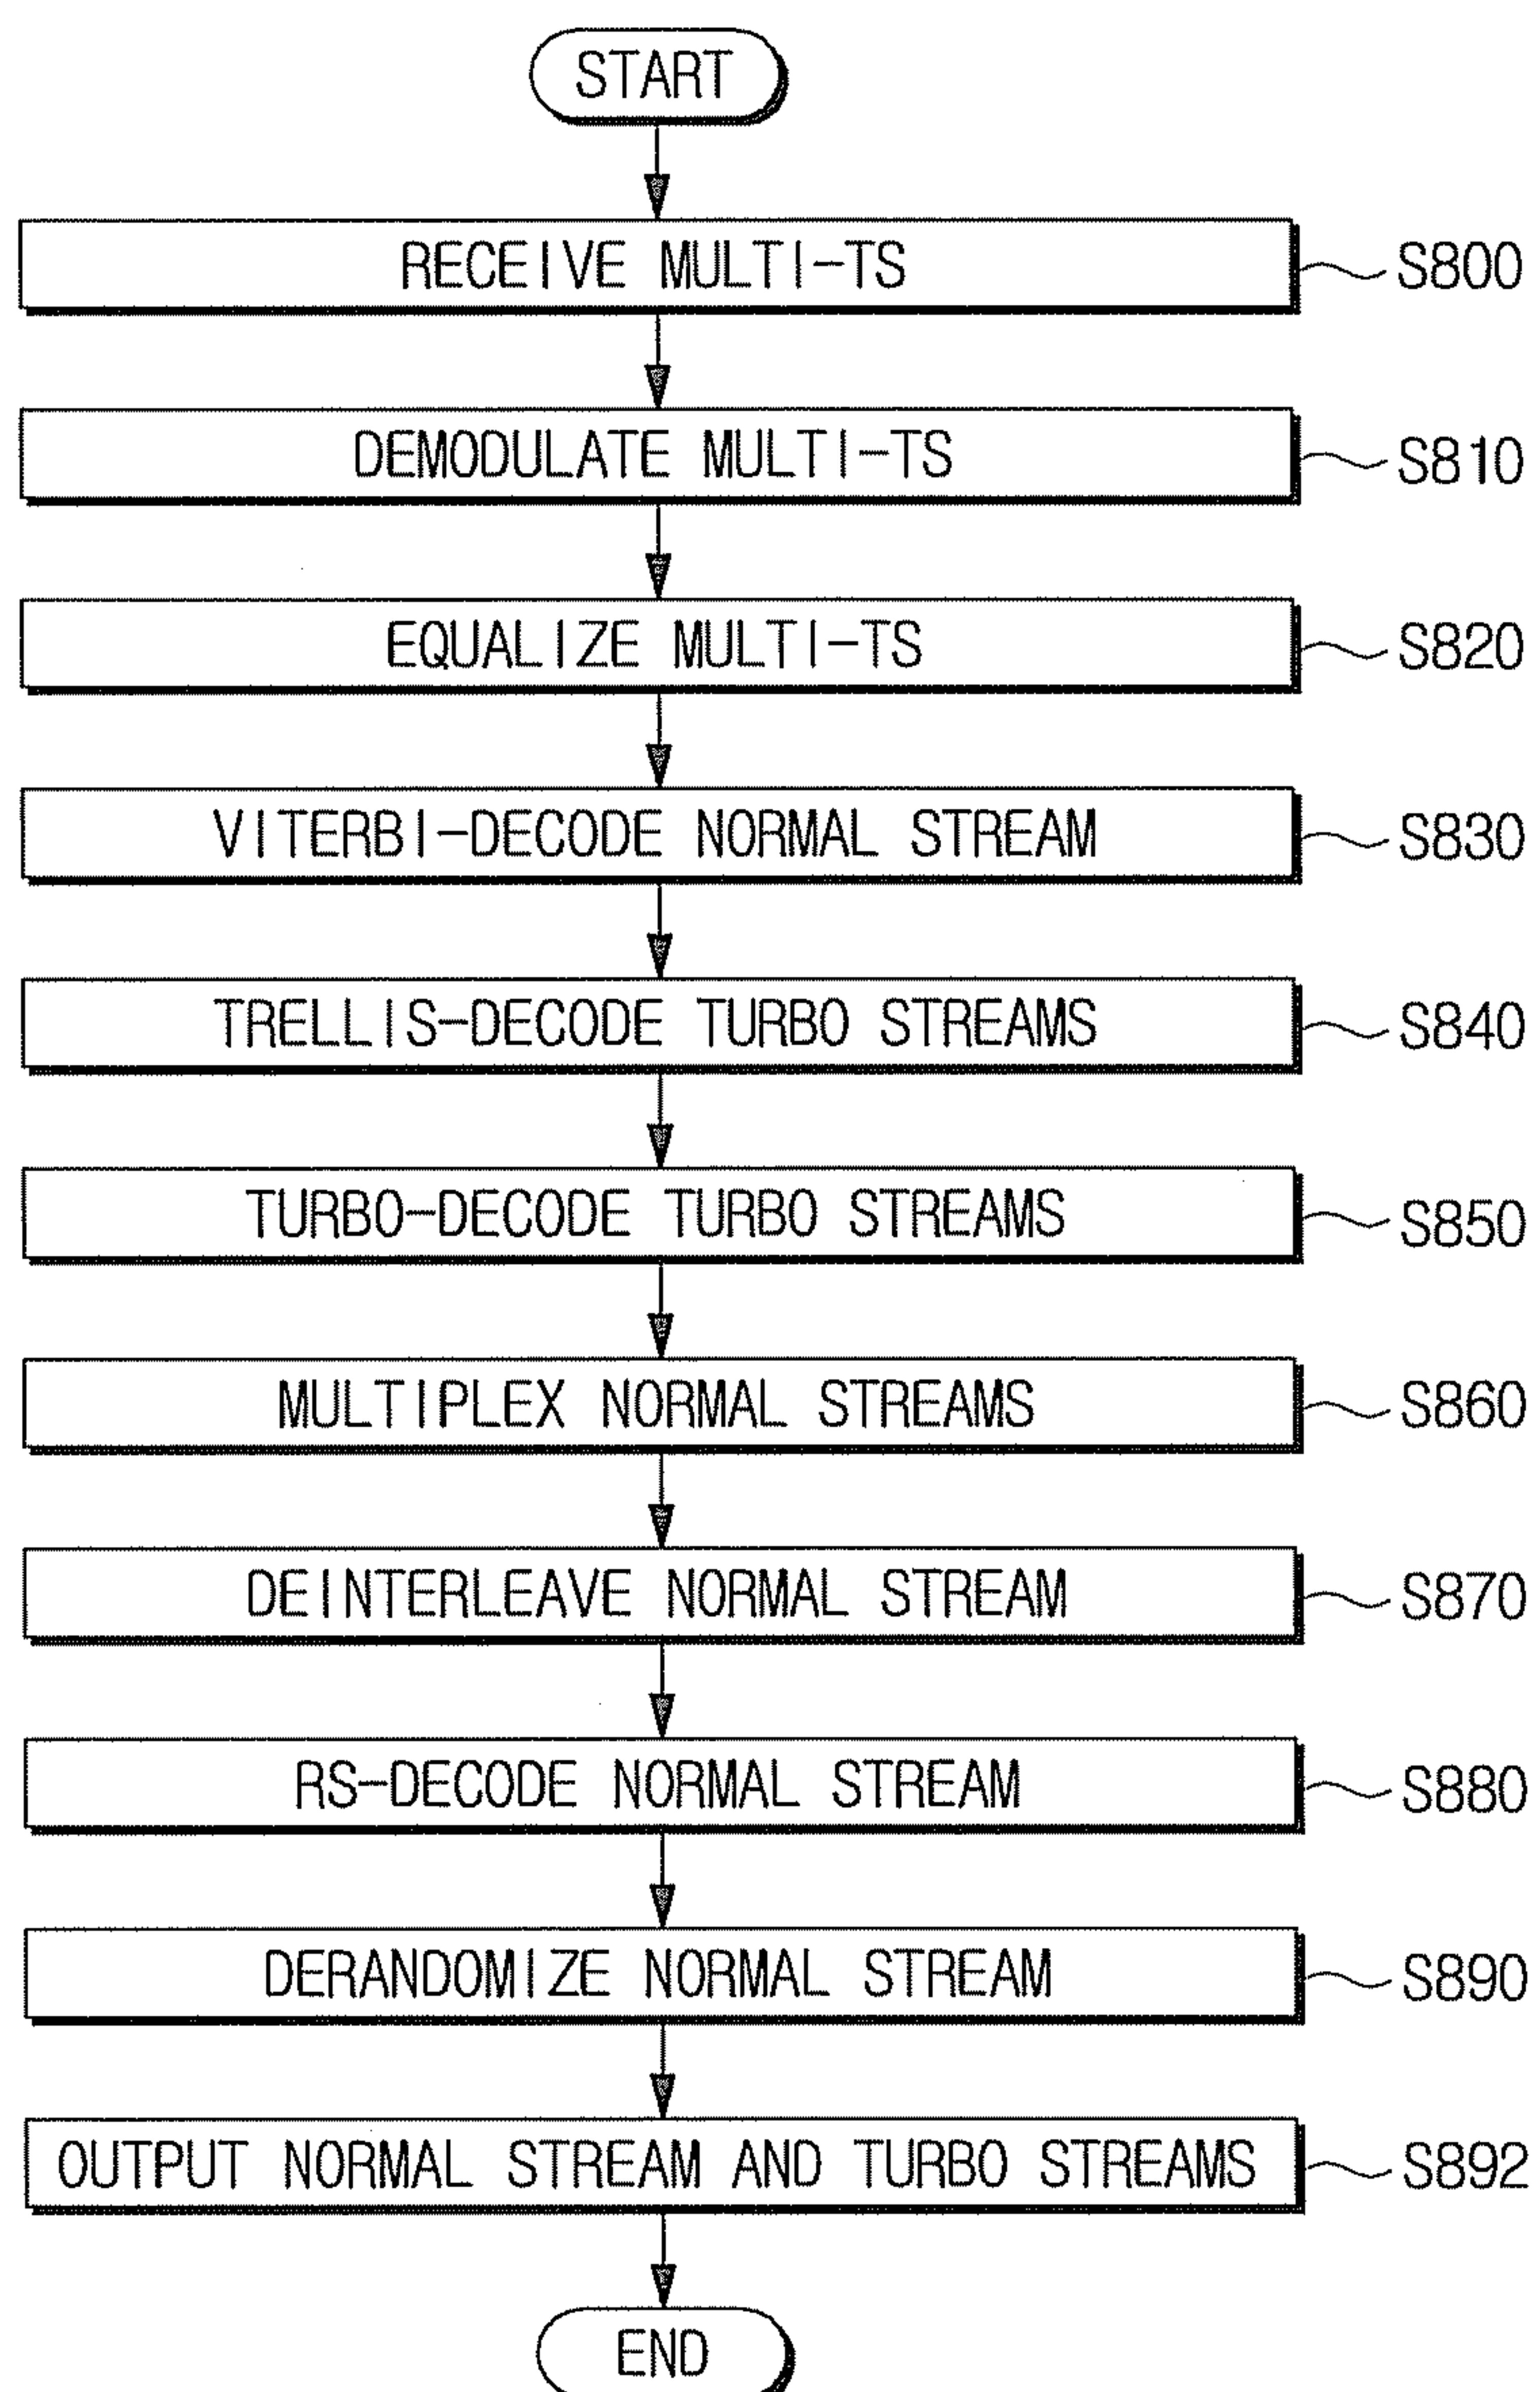 START
RECEIVE MULTI-TS
S800
DEMODULATE MULTI-TS
S810
EQUALIZE MULTI-TS
S820
VITERBI-DECODE NORMAL STREAM
S830
TRELLIS-DECODE TURBO STREAMS
S840
TURBO-DECODE TURBO STREAMS
S850
MULTIPLEX NORMAL STREAMS
S860
DEINTERLEAVE NORMAL STREAM
S870
RS-DECODE NORMAL STREAM
S880
DERANDOMIZE NORMAL STREAM
S890
OUTPUT NORMAL STREAM AND TURBO STREAMS
S892
END